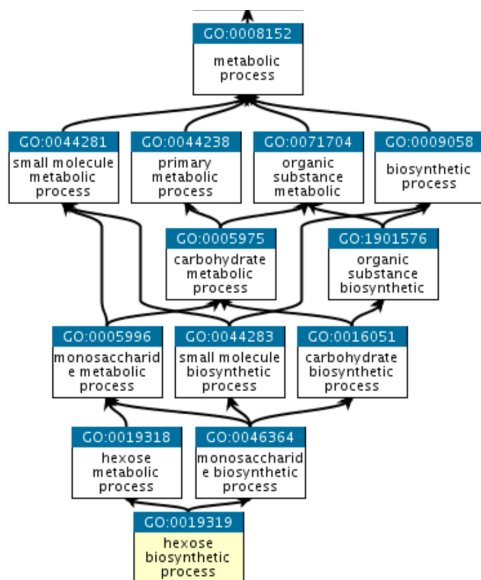 GO:0008152
metabolic
process
GO:0044281
small molecule
metabolic
process
GO:0044238
primary
metabolic
process
GO:0071704
organic
substance
metabolic
GO:0009058
biosynthetic
process
GO:0005975
carbohydrate
metabolic
process
GO:1901576
organic
substance
biosynthetic
GO:0005996
monosaccharid
e metabolic
process
GO:0044283
small molecule
biosynthetic
process
GO:0016051
carbohydrate
biosynthetic
process
GO:0019318
hexose
metabolic
process
GO:0046364
monosaccharid
e biosynthetic
process
GO:0019319
hexose
biosynthetic
process